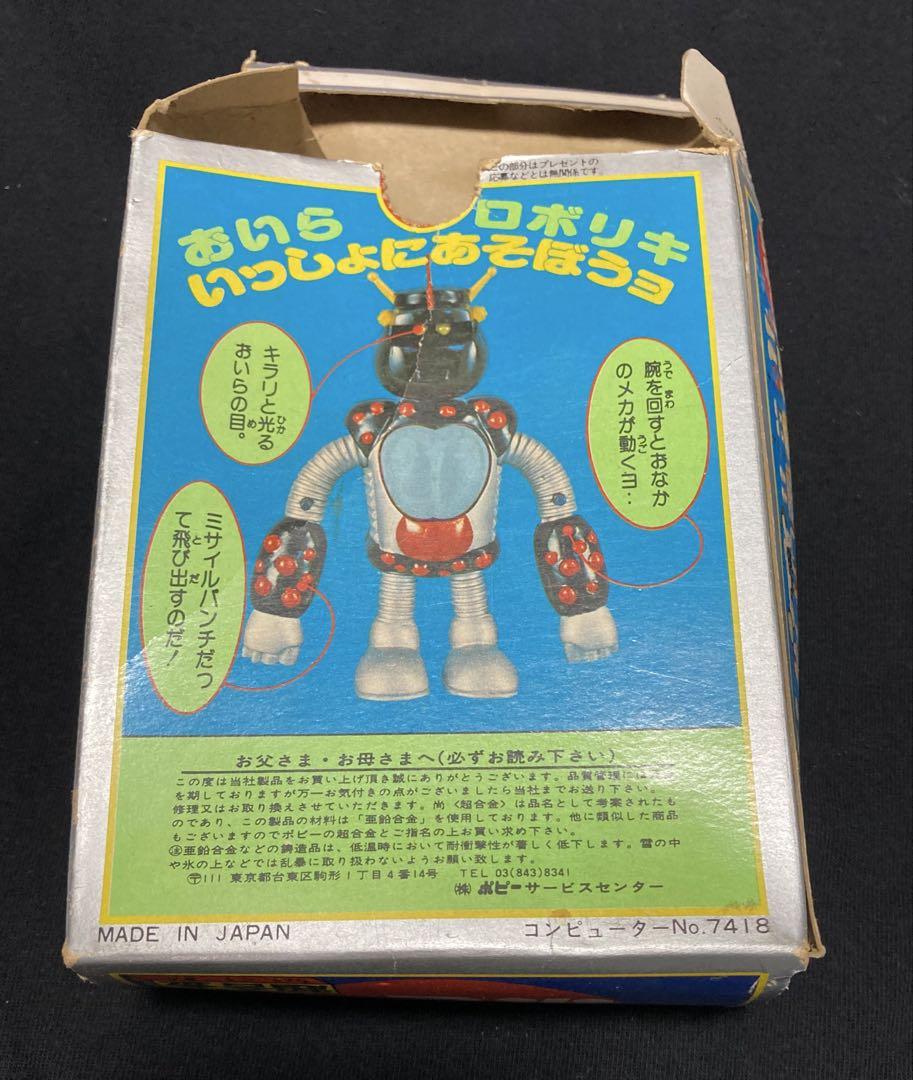 この部分はプレゼントの
応募などとは無関係です。
おいら ロボリキ
いっしょにあそぼうョ
キラリと光る
おいらの目。
腕を回すとおなか
のメカが動くヨ‥
ミサイルパンチだっ
て飛び出すのだ！
お父さま・お母さまへ(必ずお読み下さい)
この度は当社製品をお買い上げ頂き誠にありがとうございます。品質管理には
を期しておりますが万一お気付きの点がございましたら当社までお送り下さい。
修理又はお取り換えさせていただきます。尚〈超合金〉は品名として考案されたも
のであり、この製品の材料は「亜鉛合金」を使用しております。他に類似した商品
もございますのでポピーの超合金とご指名の上お買い求め下さい。
㊟亜鉛合金などの鋳造品は、低温時において耐衝撃性が著しく低下します。雪の中
や氷の上などでは乱暴に取り扱わないようお願い致します。
〒111 東京都台東区駒形1丁目4番14号 TEL 03(843)8341
(株)ポピーサービスセンター
MADE IN JAPAN コンピューターNo.7418